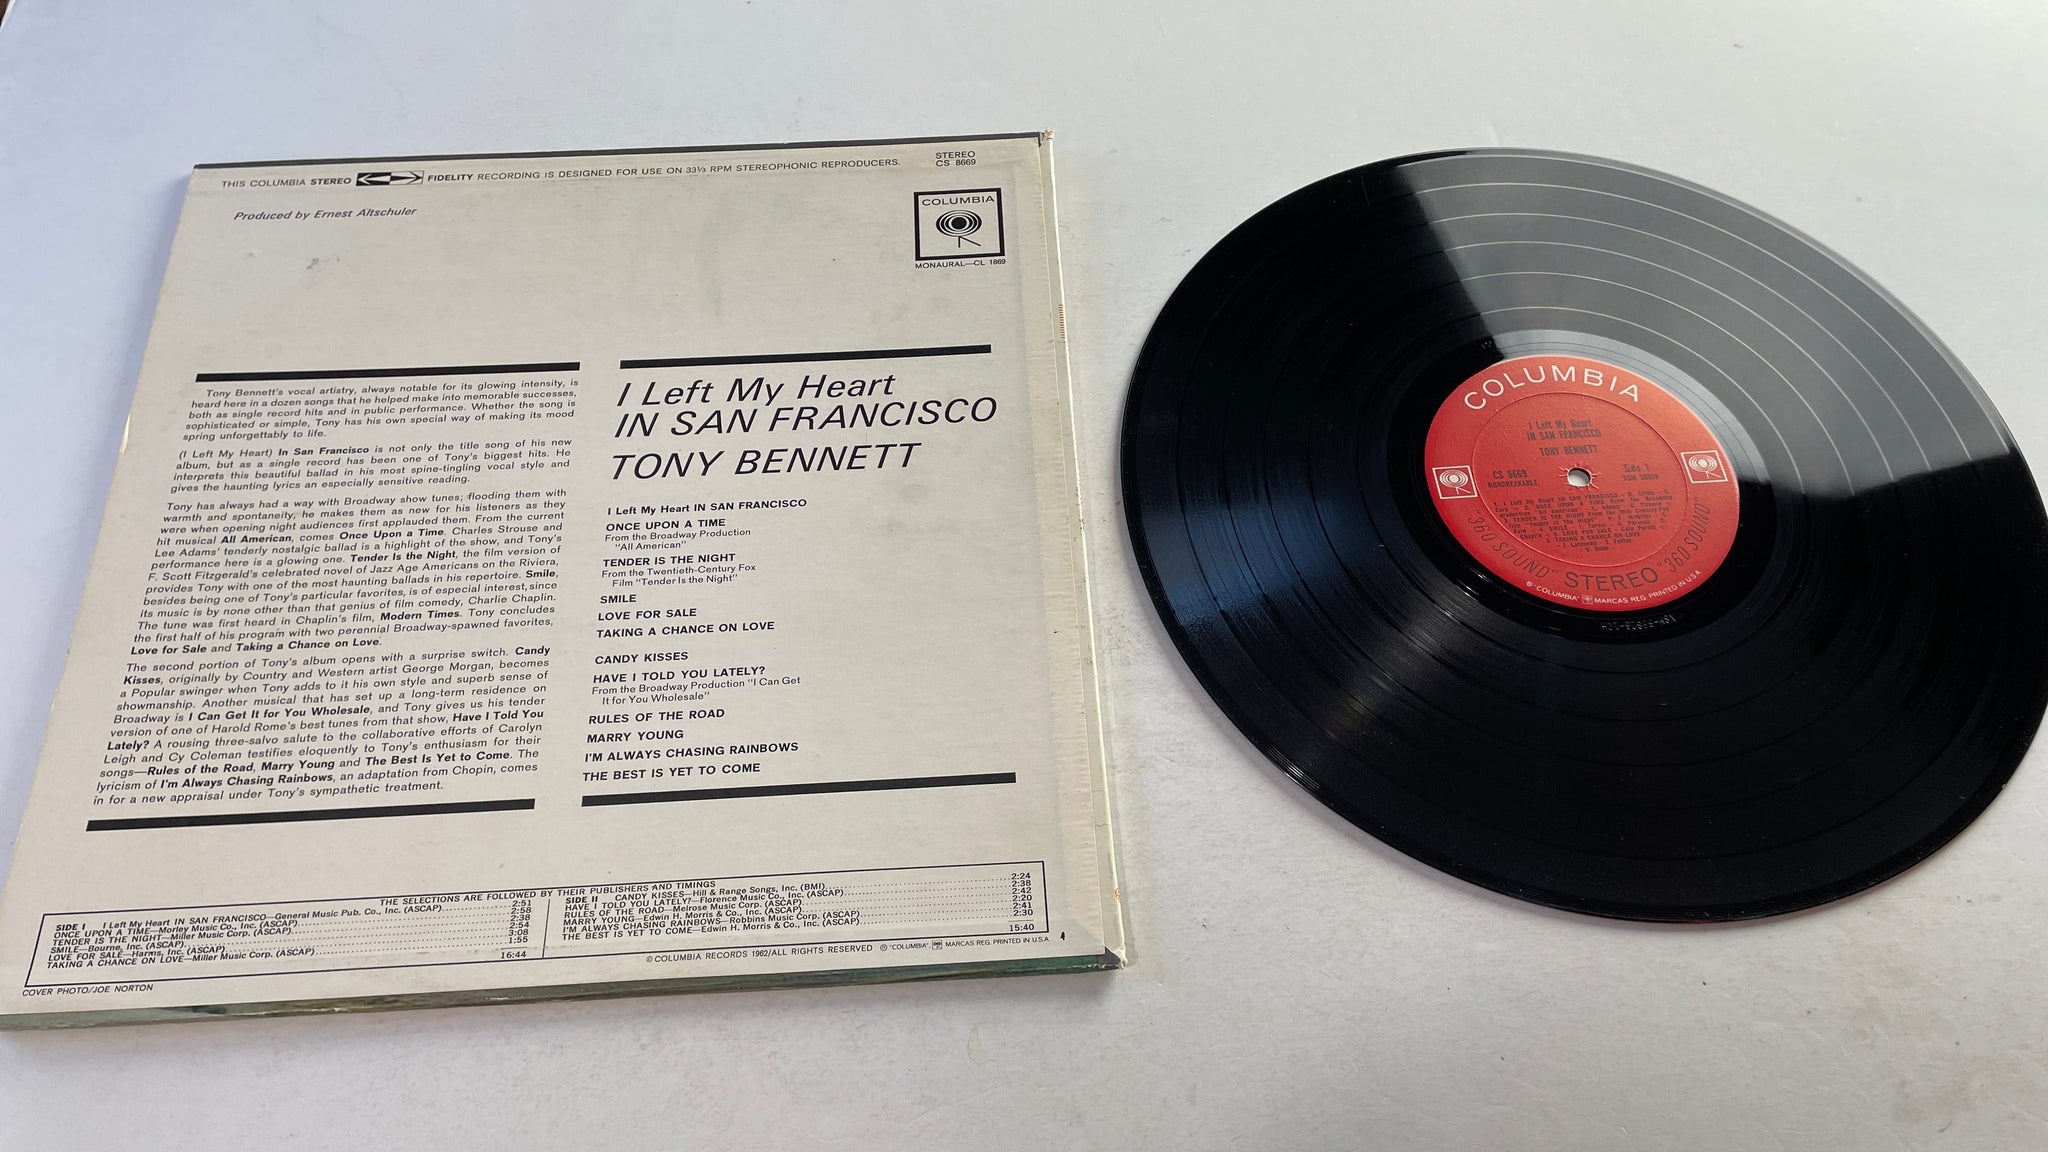 THIS COLUMBIA STEREO FIDELITY RECORDING IS DESIGNED FOR USE ON 33⅓ RPM STEREOPHONIC REPRODUCERS.
STEREO
CS 8669
Produced by Ernest Altschuler
COLUMBIA
MONAURAL—CL 1869
Tony Bennett's vocal artistry, always notable for its glowing intensity, is
heard here in a dozen songs that he helped make into memorable successes,
both as single record hits and in public performance. Whether the song is
sophisticated or simple, Tony has his own special way of making its mood
spring unforgettably to life.
(I Left My Heart) In San Francisco is not only the title song of his new
album, but as a single record has been one of Tony's biggest hits. He
interprets this beautiful ballad in his most spine-tingling vocal style and
gives the haunting lyrics an especially sensitive reading.
Tony has always had a way with Broadway show tunes; flooding them with
warmth and spontaneity, he makes them as new for his listeners as they
were when opening night audiences first applauded them. From the current
hit musical All American, comes Once Upon a Time. Charles Strouse and
Lee Adams' tenderly nostalgic ballad is a highlight of the show, and Tony's
performance here is a glowing one. Tender Is the Night, the film version of
F. Scott Fitzgerald's celebrated novel of Jazz Age Americans on the Riviera,
provides Tony with one of the most haunting ballads in his repertoire. Smile,
besides being one of Tony's particular favorites, is of especial interest, since
its music is by none other than that genius of film comedy, Charlie Chaplin.
The tune was first heard in Chaplin's film, Modern Times. Tony concludes
the first half of his program with two perennial Broadway-spawned favorites,
Love for Sale and Taking a Chance on Love.
The second portion of Tony's album opens with a surprise switch. Candy
Kisses, originally by Country and Western artist George Morgan, becomes
a Popular swinger when Tony adds to it his own style and superb sense of
showmanship. Another musical that has set up a long-term residence on
Broadway is I Can Get It for You Wholesale, and Tony gives us his tender
version of one of Harold Rome's best tunes from that show, Have I Told You
Lately? A rousing three-salvo salute to the collaborative efforts of Carolyn
Leigh and Cy Coleman testifies eloquently to Tony's enthusiasm for their
songs—Rules of the Road, Marry Young and The Best Is Yet to Come. The
lyricism of I'm Always Chasing Rainbows, an adaptation from Chopin, comes
in for a new appraisal under Tony's sympathetic treatment.
I Left My Heart
IN SAN FRANCISCO
TONY BENNETT
I Left My Heart IN SAN FRANCISCO
ONCE UPON A TIME
From the Broadway Production
"All American"
TENDER IS THE NIGHT
From the Twentieth-Century Fox
Film "Tender Is the Night"
SMILE
LOVE FOR SALE
TAKING A CHANCE ON LOVE
CANDY KISSES
HAVE I TOLD YOU LATELY?
From the Broadway Production "I Can Get
It for You Wholesale"
RULES OF THE ROAD
MARRY YOUNG
I'M ALWAYS CHASING RAINBOWS
THE BEST IS YET TO COME
THE SELECTIONS ARE FOLLOWED BY THEIR PUBLISHERS AND TIMINGS
SIDE I I Left My Heart IN SAN FRANCISCO—General Music Pub. Co., Inc. (ASCAP) 2:51
ONCE UPON A TIME—Morley Music Co., Inc. (ASCAP) 2:58
TENDER IS THE NIGHT—Miller Music Corp. (ASCAP) 2:38
SMILE—Bourne, Inc. (ASCAP) 2:54
LOVE FOR SALE—Harms, Inc. (ASCAP) 3:08
TAKING A CHANCE ON LOVE—Miller Music Corp. (ASCAP) 1:55
16:44
SIDE II CANDY KISSES—Hill & Range Songs, Inc. (BMI) 2:24
HAVE I TOLD YOU LATELY?—Florence Music Co., Inc. (ASCAP) 2:38
RULES OF THE ROAD—Melrose Music Corp. (ASCAP) 2:42
MARRY YOUNG—Edwin H. Morris & Co., Inc. (ASCAP) 2:20
I'M ALWAYS CHASING RAINBOWS—Robbins Music Corp. (ASCAP) 2:41
THE BEST IS YET TO COME—Edwin H. Morris & Co., Inc. (ASCAP) 2:30
15:40
COVER PHOTO/JOE NORTON
© COLUMBIA RECORDS 1962/ALL RIGHTS RESERVED ® "COLUMBIA", MARCAS REG. PRINTED IN U.S.A.
4
COLUMBIA
I Left My Heart
IN SAN FRANCISCO
TONY BENNETT
CS 8669
NONBREAKABLE
Side 1
"360 SOUND" STEREO "360 SOUND"
® "COLUMBIA" MARCAS REG. PRINTED IN U.S.A.